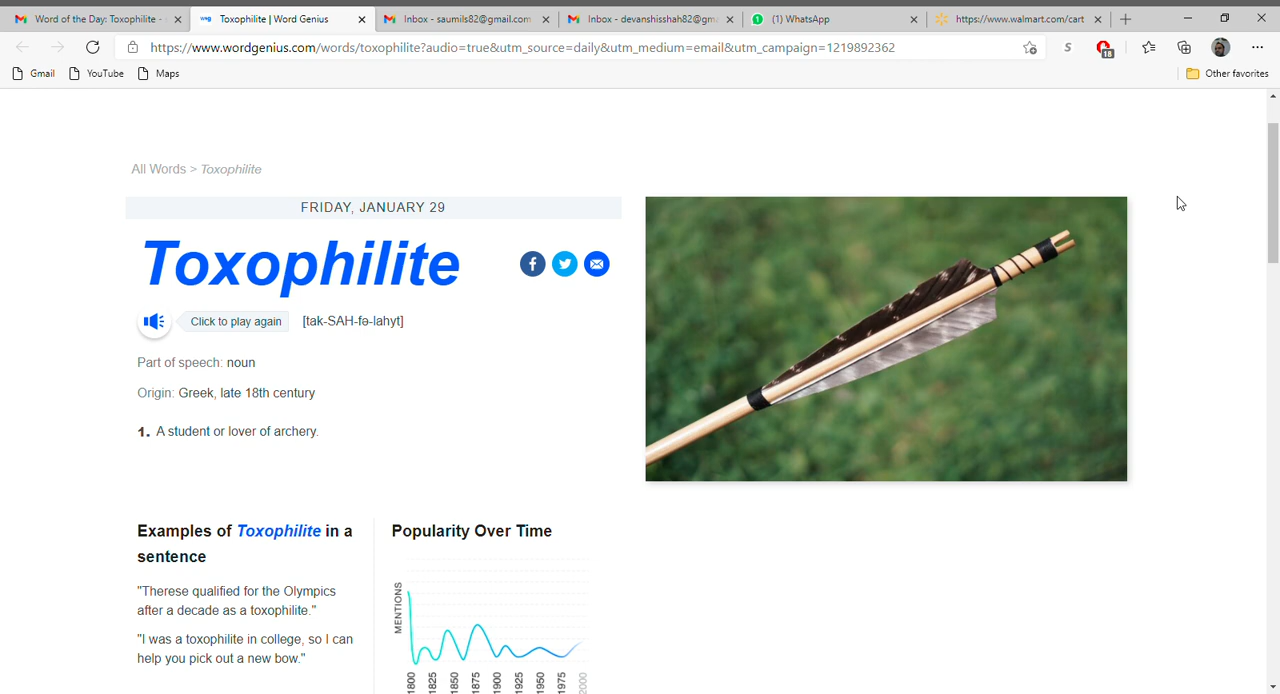 Word of the Day: Toxophilite -
Toxophilite | Word Genius
Inbox - saumils82@gmail.com
Inbox - devanshisshah82@gm
(1) WhatsApp
https://www.walmart.com/cart
https://www.wordgenius.com/words/toxophilite?audio=true&utm_source=daily&utm_medium=email&utm_campaign=1219892362
S
18
Gmail
YouTube
Maps
Other favorites
All Words > Toxophilite
FRIDAY, JANUARY 29
Toxophilite
Click to play again
[tak-SAH-fə-lahyt]
Part of speech: noun
Origin: Greek, late 18th century
1. A student or lover of archery.
Examples of Toxophilite in a
sentence
"Therese qualified for the Olympics
after a decade as a toxophilite."
"I was a toxophilite in college, so I can
help you pick out a new bow."
Popularity Over Time
MENTIONS
1800
1825
1850
1875
1900
1925
1950
1975
2000